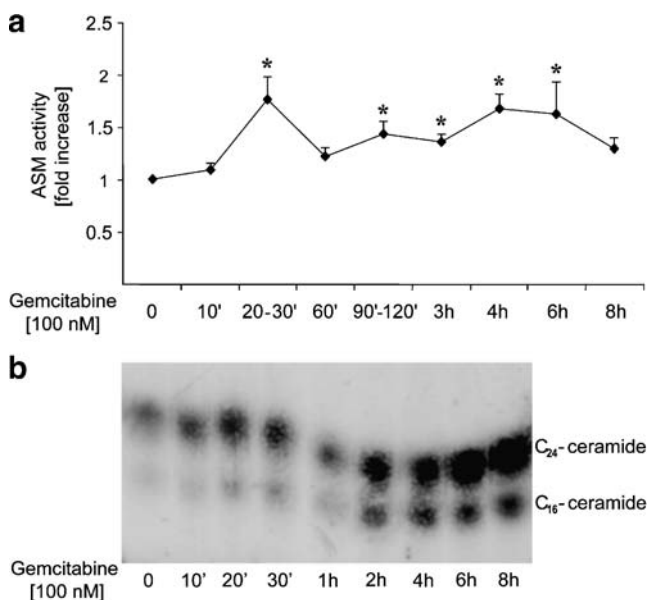 a
ASM activity
[fold increase]
2.5
2
1.5
1
0.5
* * * * *
Gemcitabine
[100 nM]
0 10' 20-30' 60' 90'-120' 3h 4h 6h 8h
b
C24-ceramide
C16-ceramide
Gemcitabine
[100 nM]
0 10' 20' 30' 1h 2h 4h 6h 8h